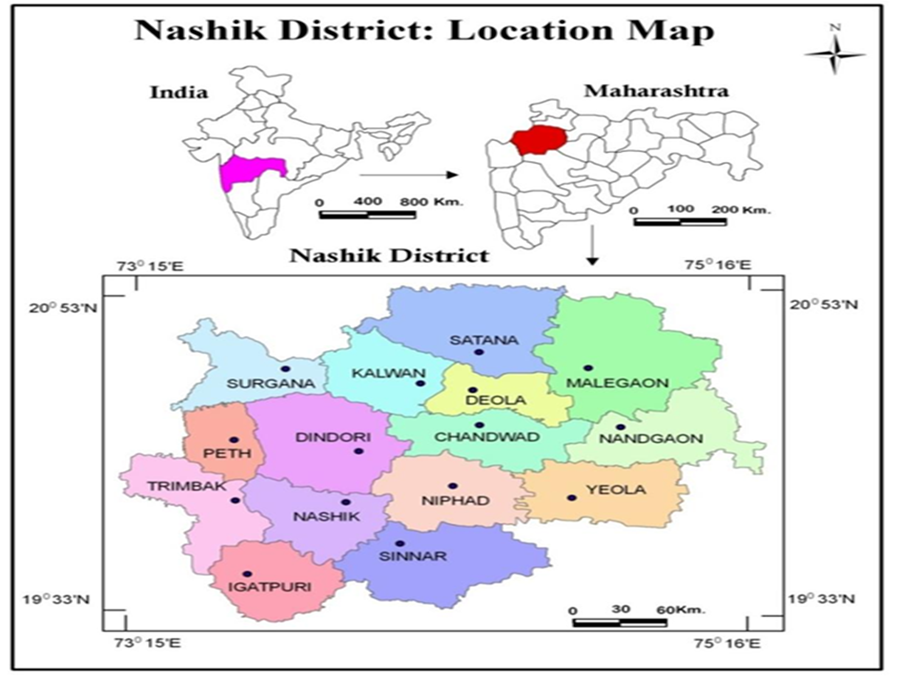 Nashik District: Location Map
N
India
Maharashtra
0 400 800 Km.
0 100 200 Km.
Nashik District
73°15'E
75°16'E
20°53'N
20°53'N
SATANA
KALWAN
SURGANA
DEOLA
MALEGAON
DINDORI
CHANDWAD
NANDGAON
PETH
TRIMBAK
NIPHAD
YEOLA
NASHIK
SINNAR
IGATPURI
19°33'N
19°33'N
0 30 60Km.
73°15'E
75°16'E